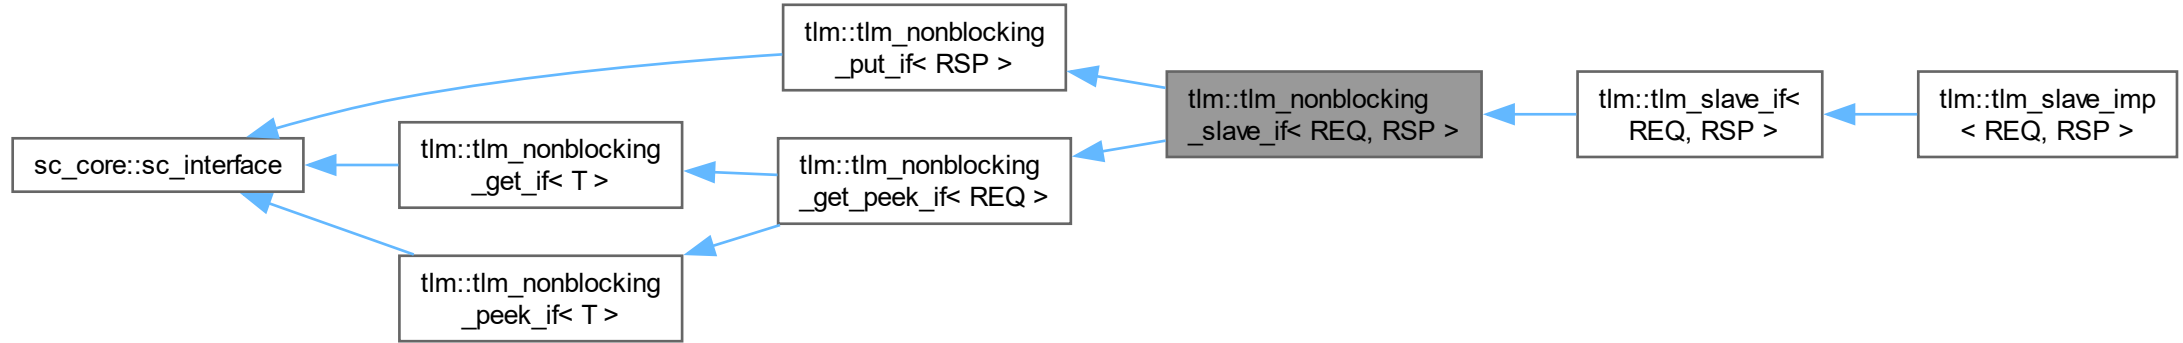 sc_core::sc_interface
tlm::tlm_nonblocking
_put_if< RSP >
tlm::tlm_nonblocking
_get_if< T >
tlm::tlm_nonblocking
_peek_if< T >
tlm::tlm_nonblocking
_get_peek_if< REQ >
tlm::tlm_nonblocking
_slave_if< REQ, RSP >
tlm::tlm_slave_if<
REQ, RSP >
tlm::tlm_slave_imp
< REQ, RSP >